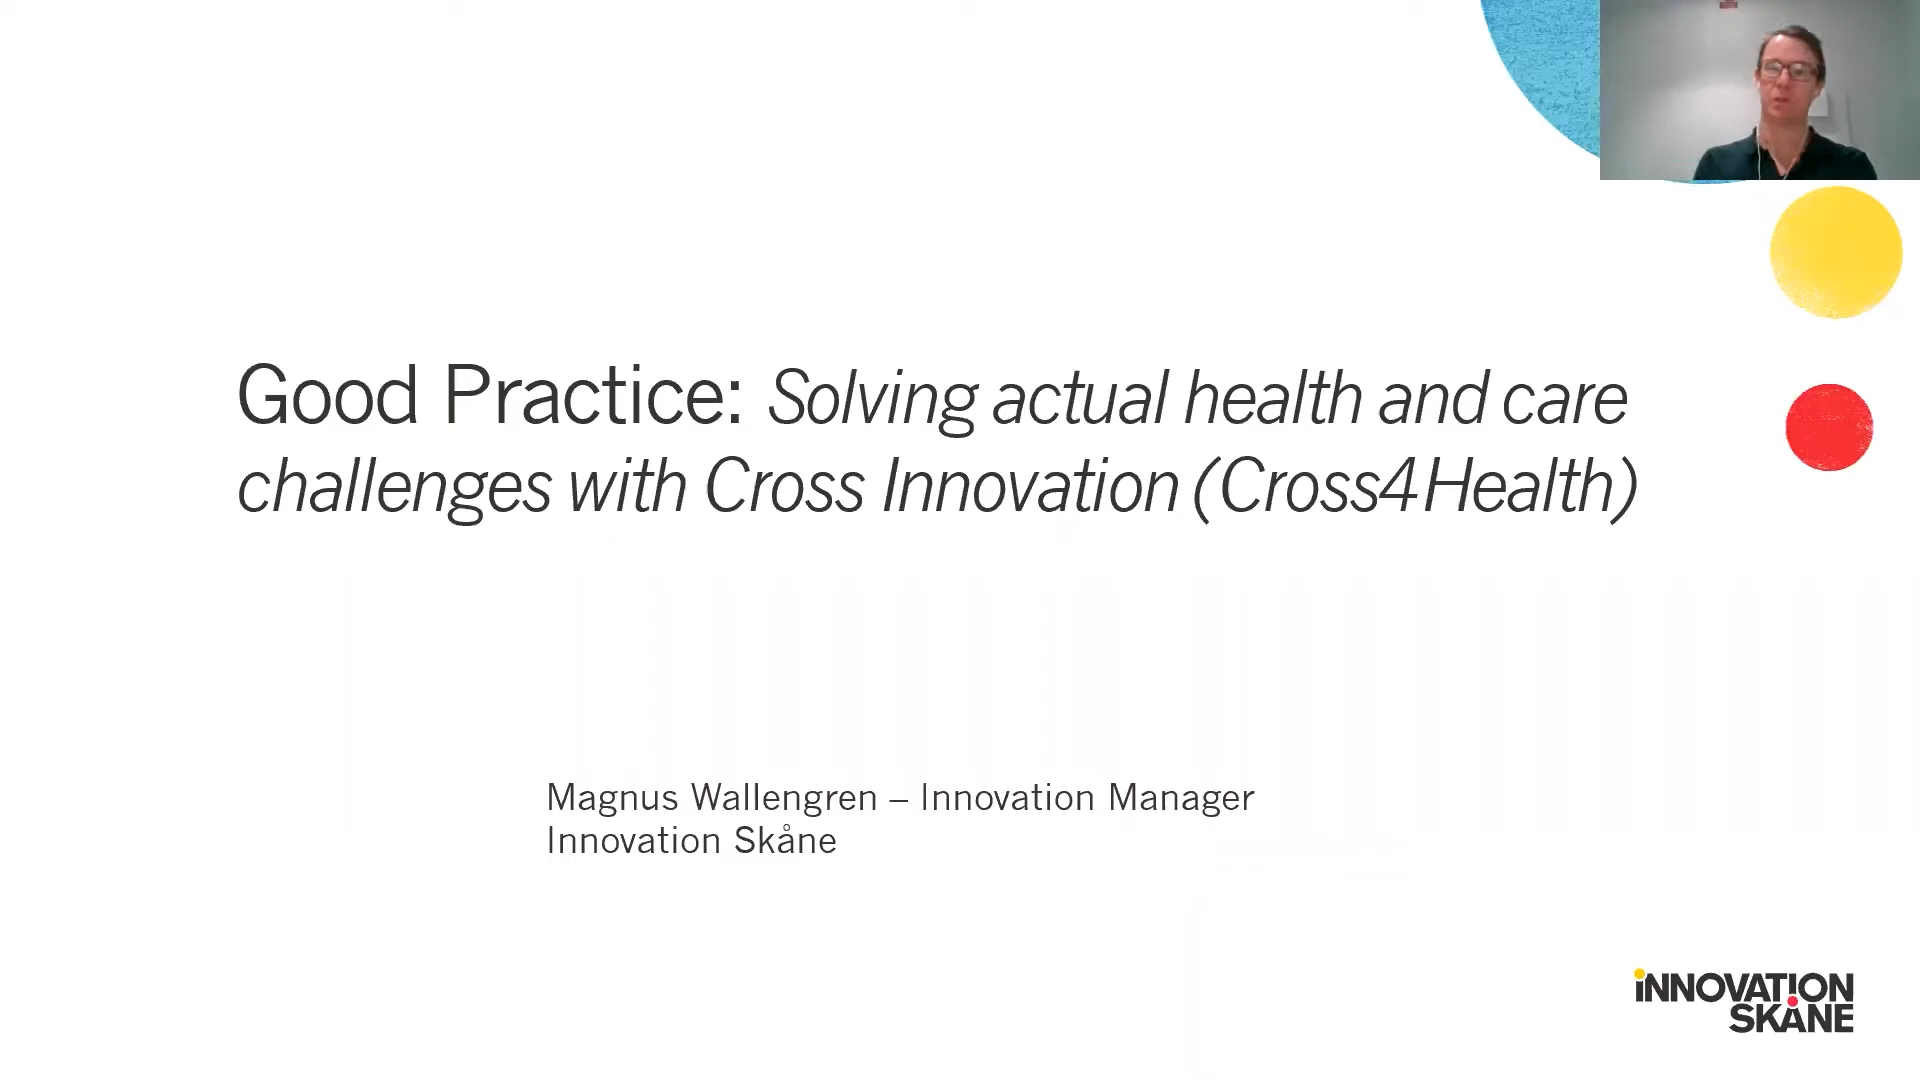 Good Practice: Solving actual health and care
challenges with Cross Innovation (Cross4Health)
Magnus Wallengren – Innovation Manager
Innovation Skåne
INNOVATION
SKÅNE